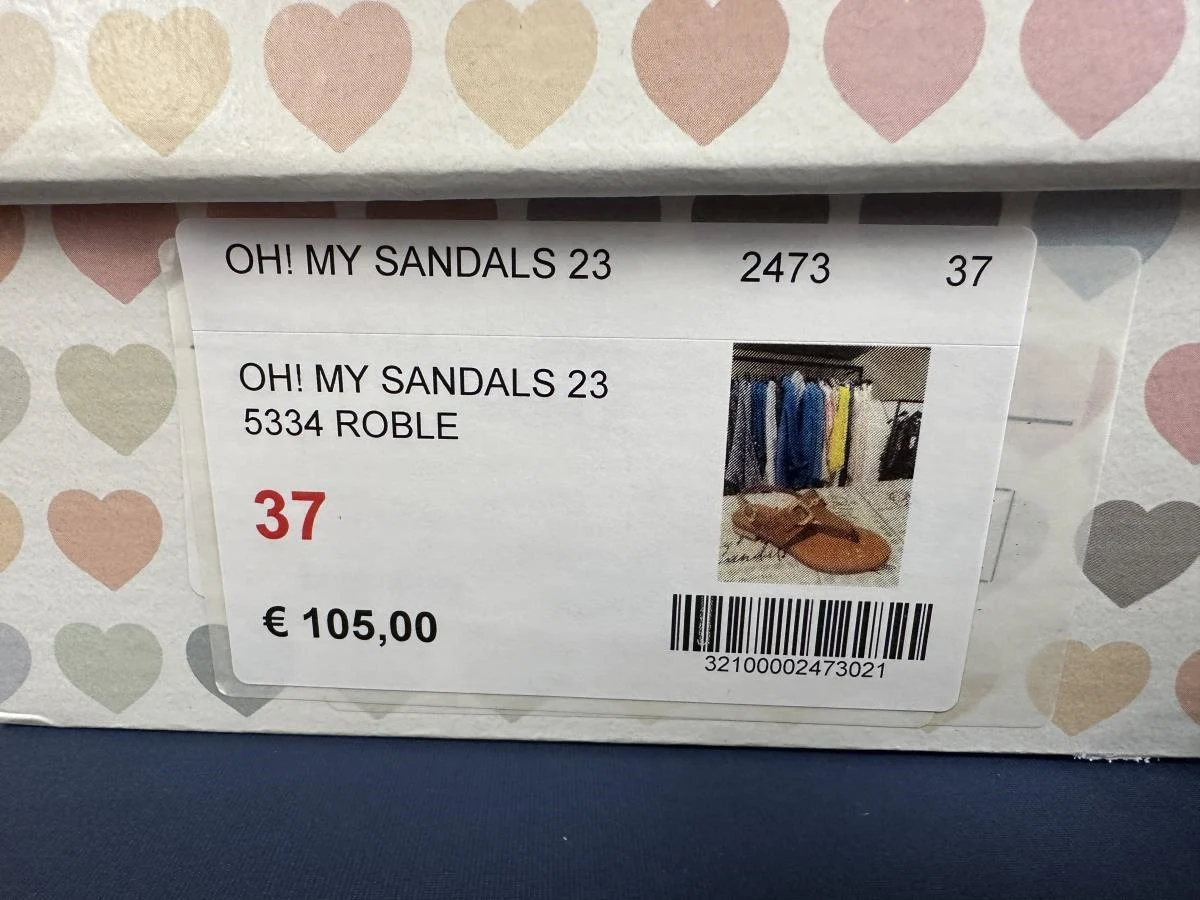 OH! MY SANDALS 23 2473 37
OH! MY SANDALS 23
5334 ROBLE
37
€ 105,00
32100002473021